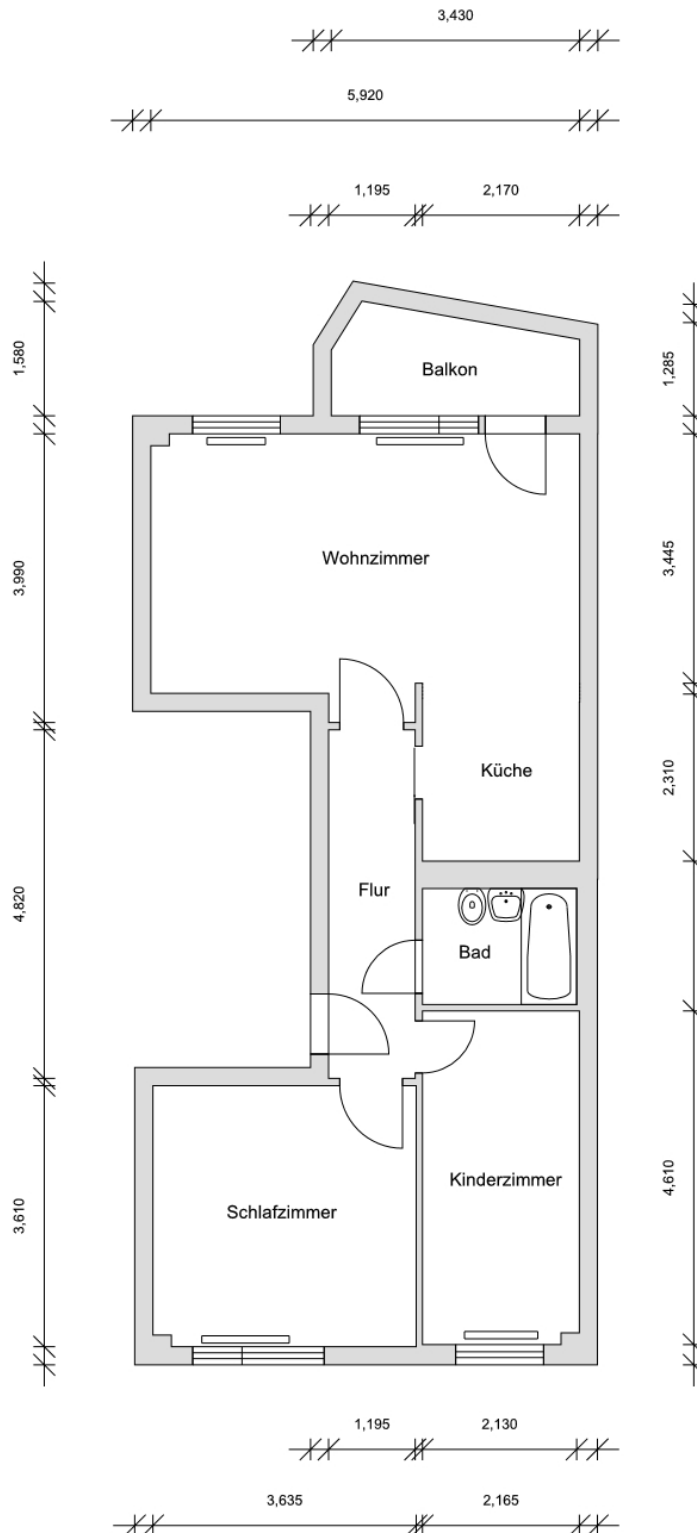 3,430
5,920
1,195
2,170
1,580
1,285
Balkon
Wohnzimmer
3,990
3,445
Küche
2,310
Flur
4,820
Bad
Kinderzimmer
4,610
Schlafzimmer
3,610
1,195
2,130
3,635
2,165